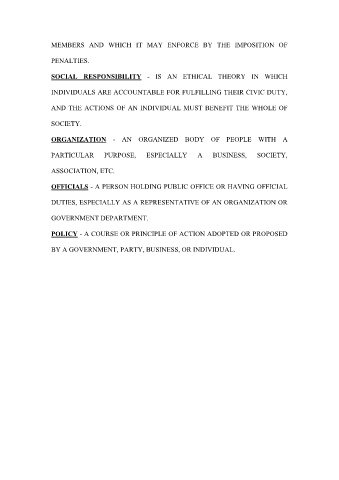 MEMBERS AND WHICH IT MAY ENFORCE BY THE IMPOSITION OF
PENALTIES.
SOCIAL RESPONSIBILITY - IS AN ETHICAL THEORY IN WHICH
INDIVIDUALS ARE ACCOUNTABLE FOR FULFILLING THEIR CIVIC DUTY,
AND THE ACTIONS OF AN INDIVIDUAL MUST BENEFIT THE WHOLE OF
SOCIETY.
ORGANIZATION - AN ORGANIZED BODY OF PEOPLE WITH A
PARTICULAR PURPOSE, ESPECIALLY A BUSINESS, SOCIETY,
ASSOCIATION, ETC.
OFFICIALS - A PERSON HOLDING PUBLIC OFFICE OR HAVING OFFICIAL
DUTIES, ESPECIALLY AS A REPRESENTATIVE OF AN ORGANIZATION OR
GOVERNMENT DEPARTMENT.
POLICY - A COURSE OR PRINCIPLE OF ACTION ADOPTED OR PROPOSED
BY A GOVERNMENT, PARTY, BUSINESS, OR INDIVIDUAL.